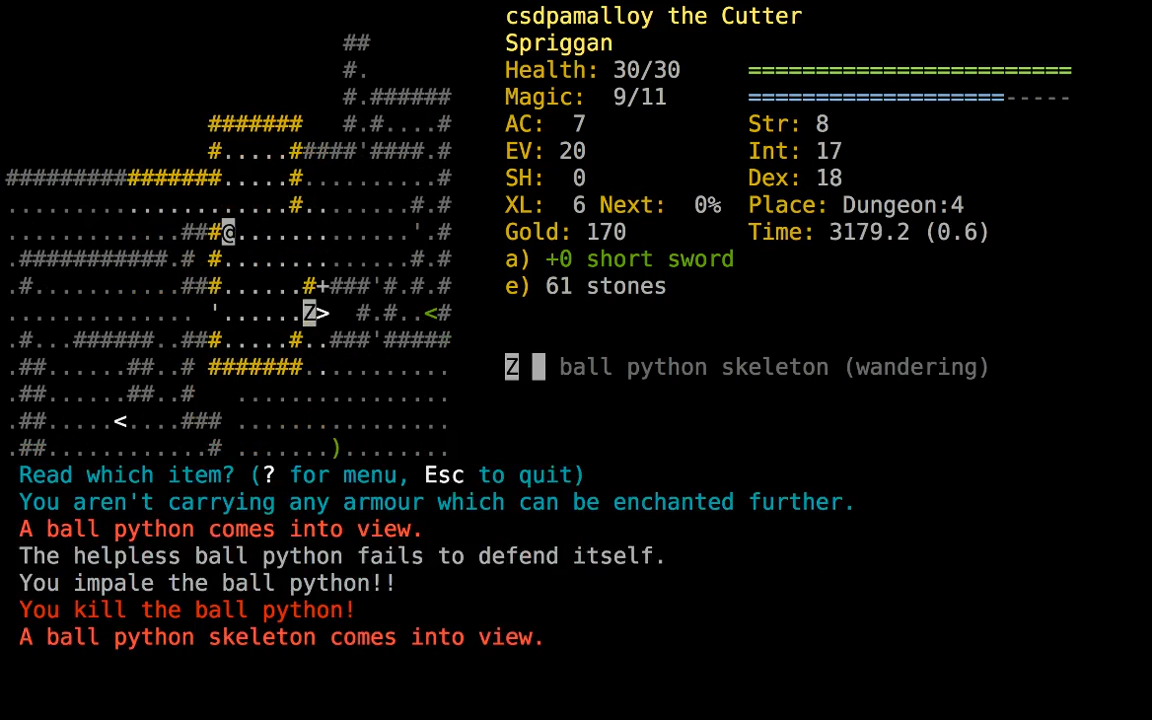 csdpamalloy the Cutter
Spriggan
Health: 30/30 ========================
Magic:  9/11 ===================-----
AC:  7 Str: 8
EV: 20 Int: 17
SH:  0 Dex: 18
XL:  6 Next:  0% Place: Dungeon:4
Gold: 170 Time: 3179.2 (0.6)
a) +0 short sword
e) 61 stones
Z ball python skeleton (wandering)
Read which item? (? for menu, Esc to quit)
You aren't carrying any armour which can be enchanted further.
A ball python comes into view.
The helpless ball python fails to defend itself.
You impale the ball python!!
You kill the ball python!
A ball python skeleton comes into view.